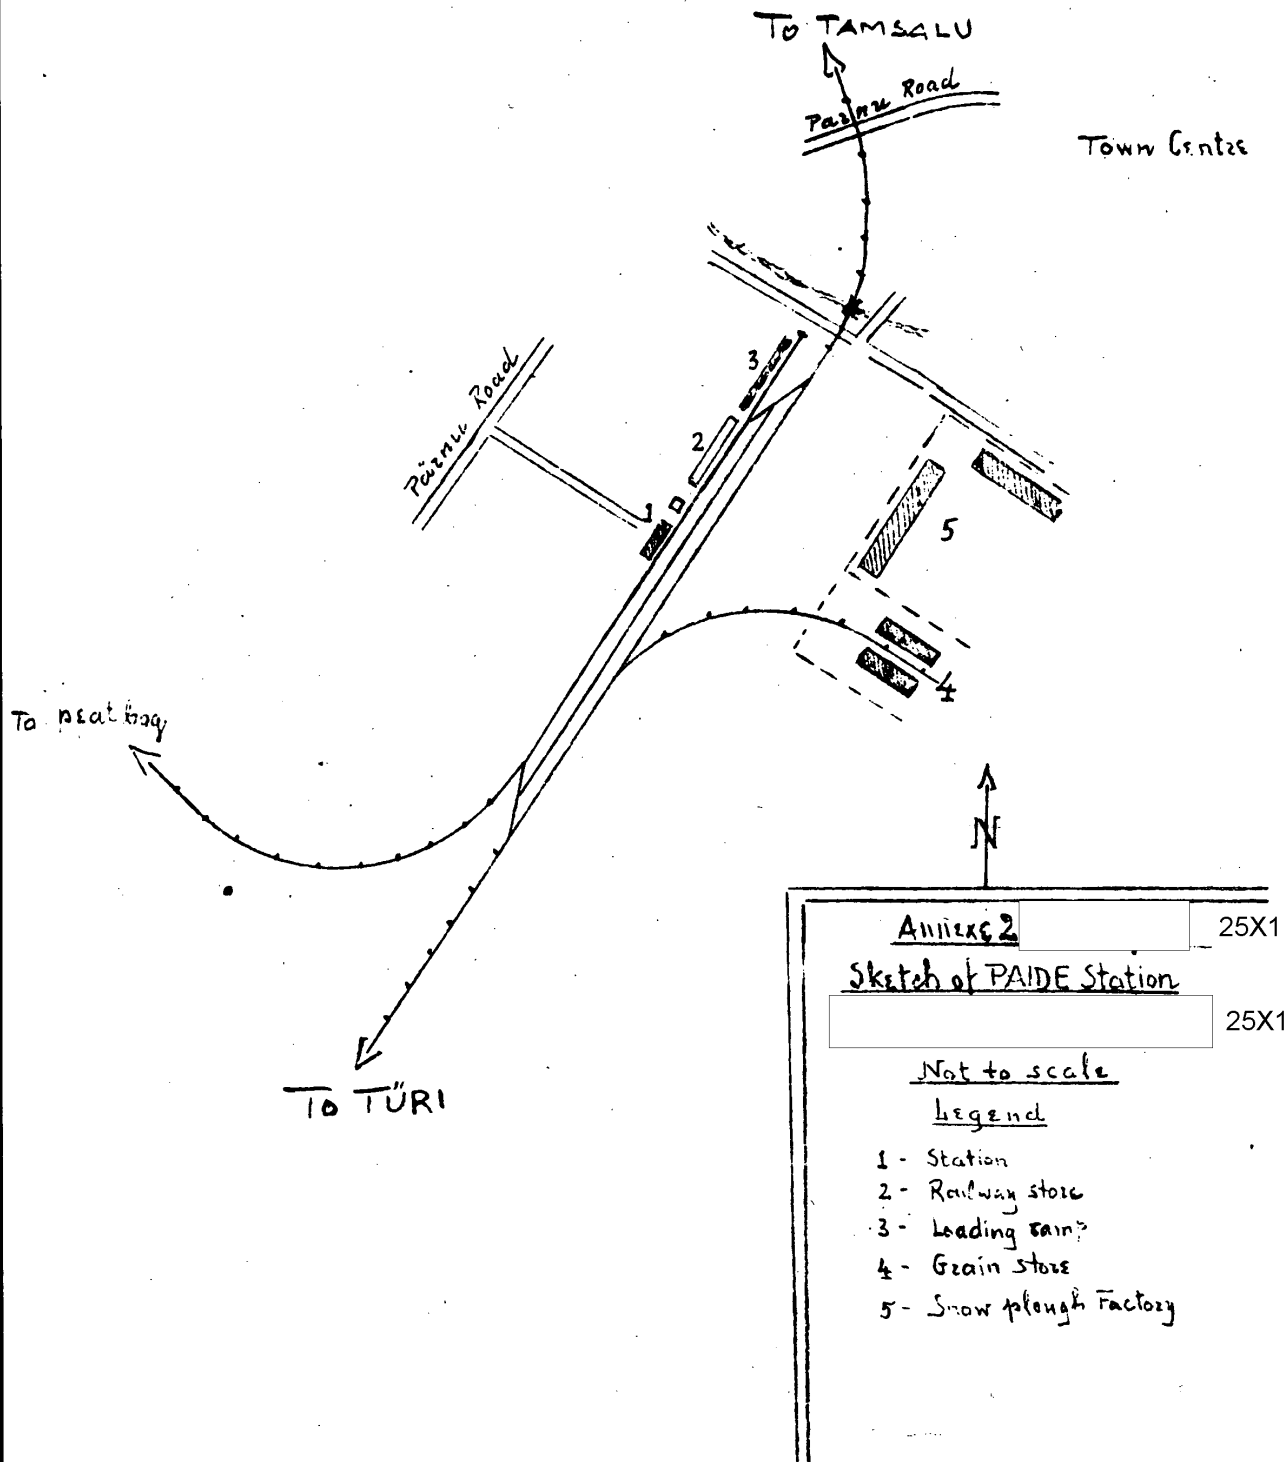 To TAMSALU
Pärnu Road
Town Centre
3
Pärnu Road
2
1
5
4
To peat bog
N
Annexe 2
25X1
Sketch of PAIDE Station
25X1
Not to scale
To TÜRI
Legend
1 - Station
2 - Railway store
3 - Loading ramp
4 - Grain store
5 - Snow plough Factory